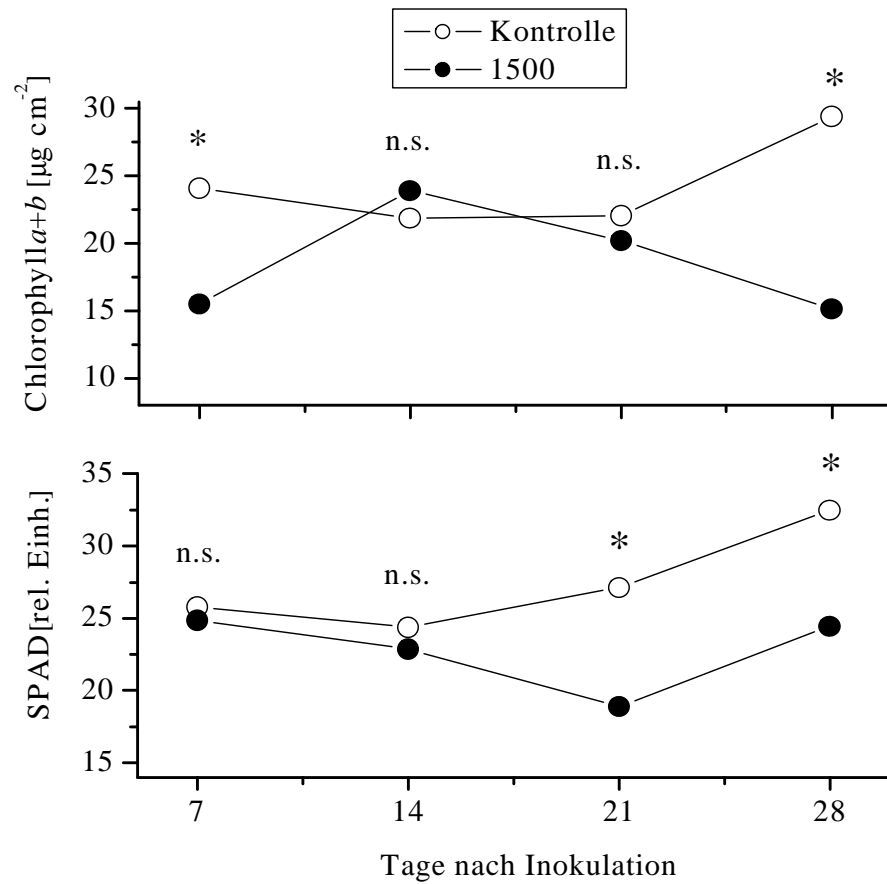 Kontrolle
1500
Chlorophylla+b [µg cm-2]
30
25
20
15
10
*
n.s.
n.s.
*
SPAD[rel. Einh.]
35
30
25
20
15
n.s.
n.s.
*
*
7 14 21 28
Tage nach Inokulation